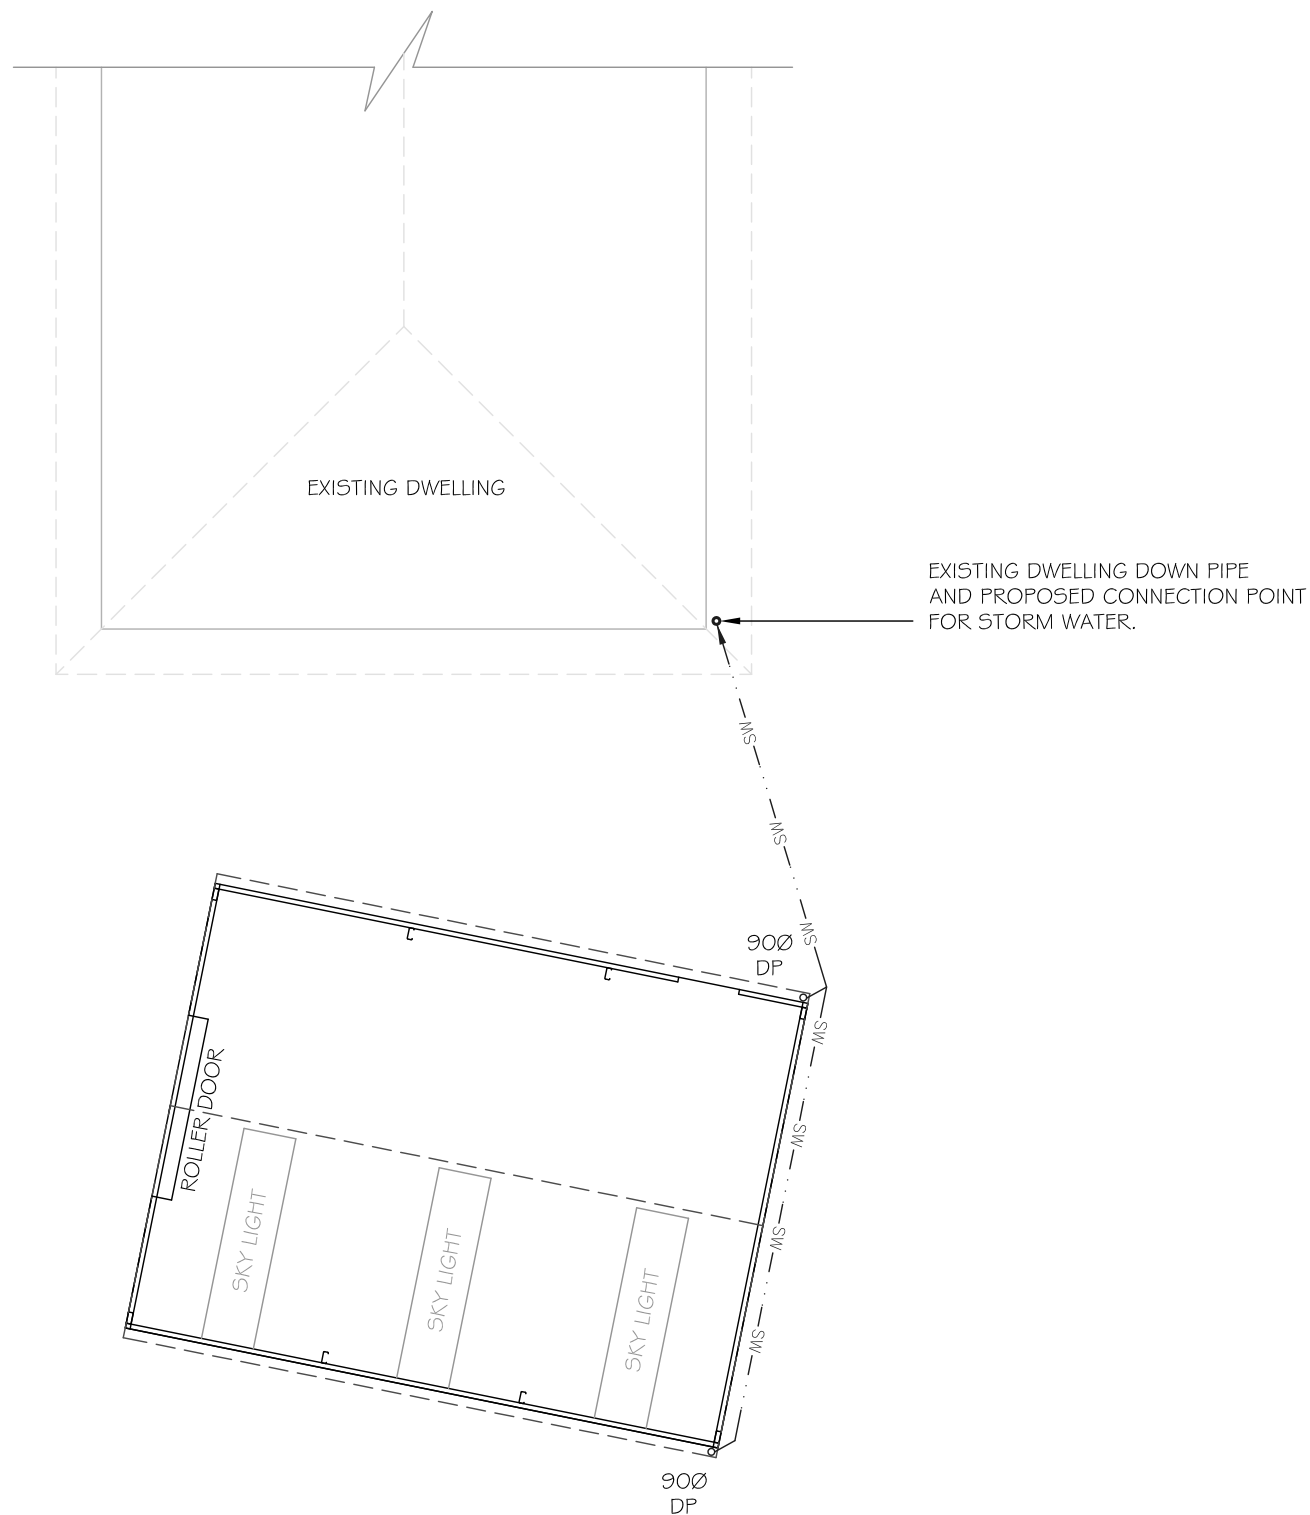 EXISTING DWELLING
EXISTING DWELLING DOWN PIPE
AND PROPOSED CONNECTION POINT
FOR STORM WATER.
SW
SW
SW
90Ø
DP
SW
ROLLER DOOR
SW
SKY LIGHT
SKY LIGHT
SKY LIGHT
SW
SW
90Ø
DP